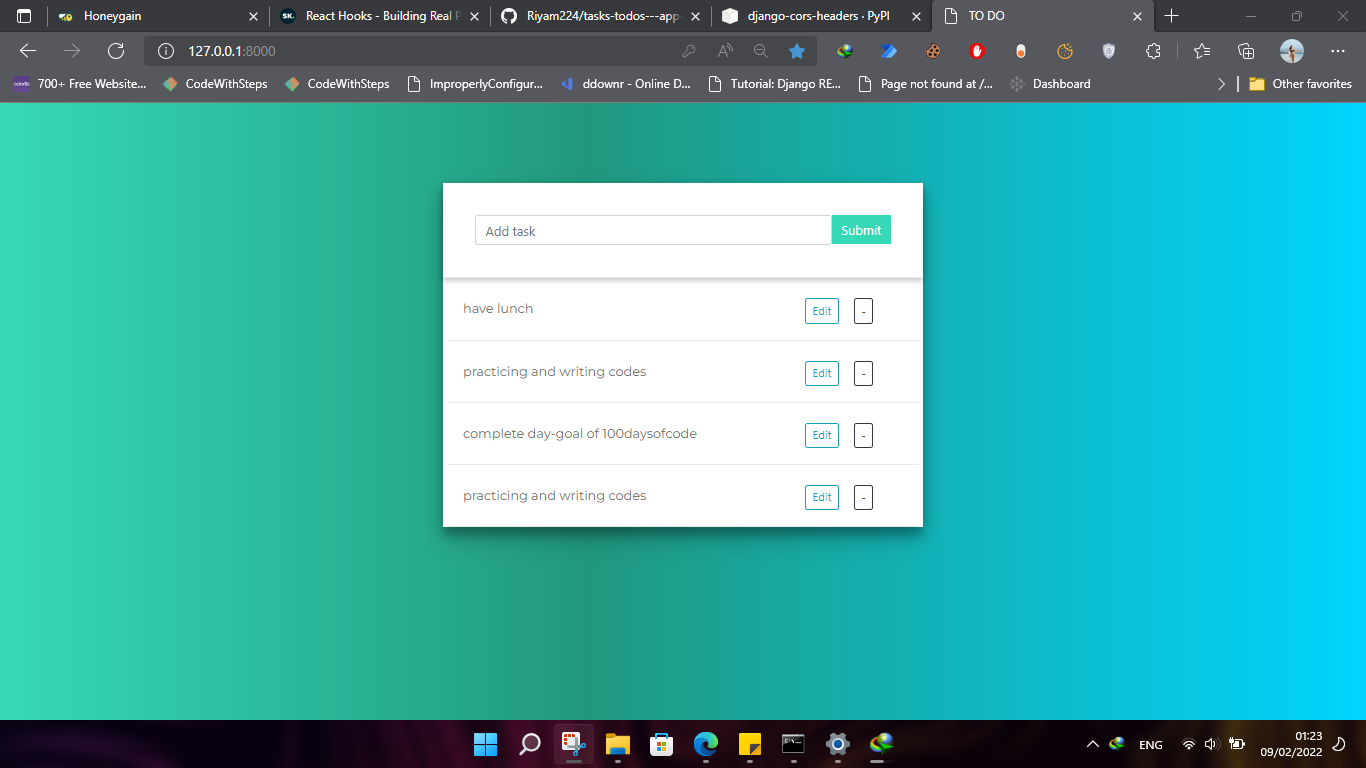 Honeygain
React Hooks - Building Real P
Riyam224/tasks-todos---app
django-cors-headers · PyPI
TO DO
127.0.0.1:8000
700+ Free Website...
CodeWithSteps
CodeWithSteps
ImproperlyConfigur...
ddownr - Online D...
Tutorial: Django RE...
Page not found at /...
Dashboard
Other favorites
Add task
Submit
have lunch
Edit
-
practicing and writing codes
Edit
-
complete day-goal of 100daysofcode
Edit
-
practicing and writing codes
Edit
-
ENG
01:23
09/02/2022